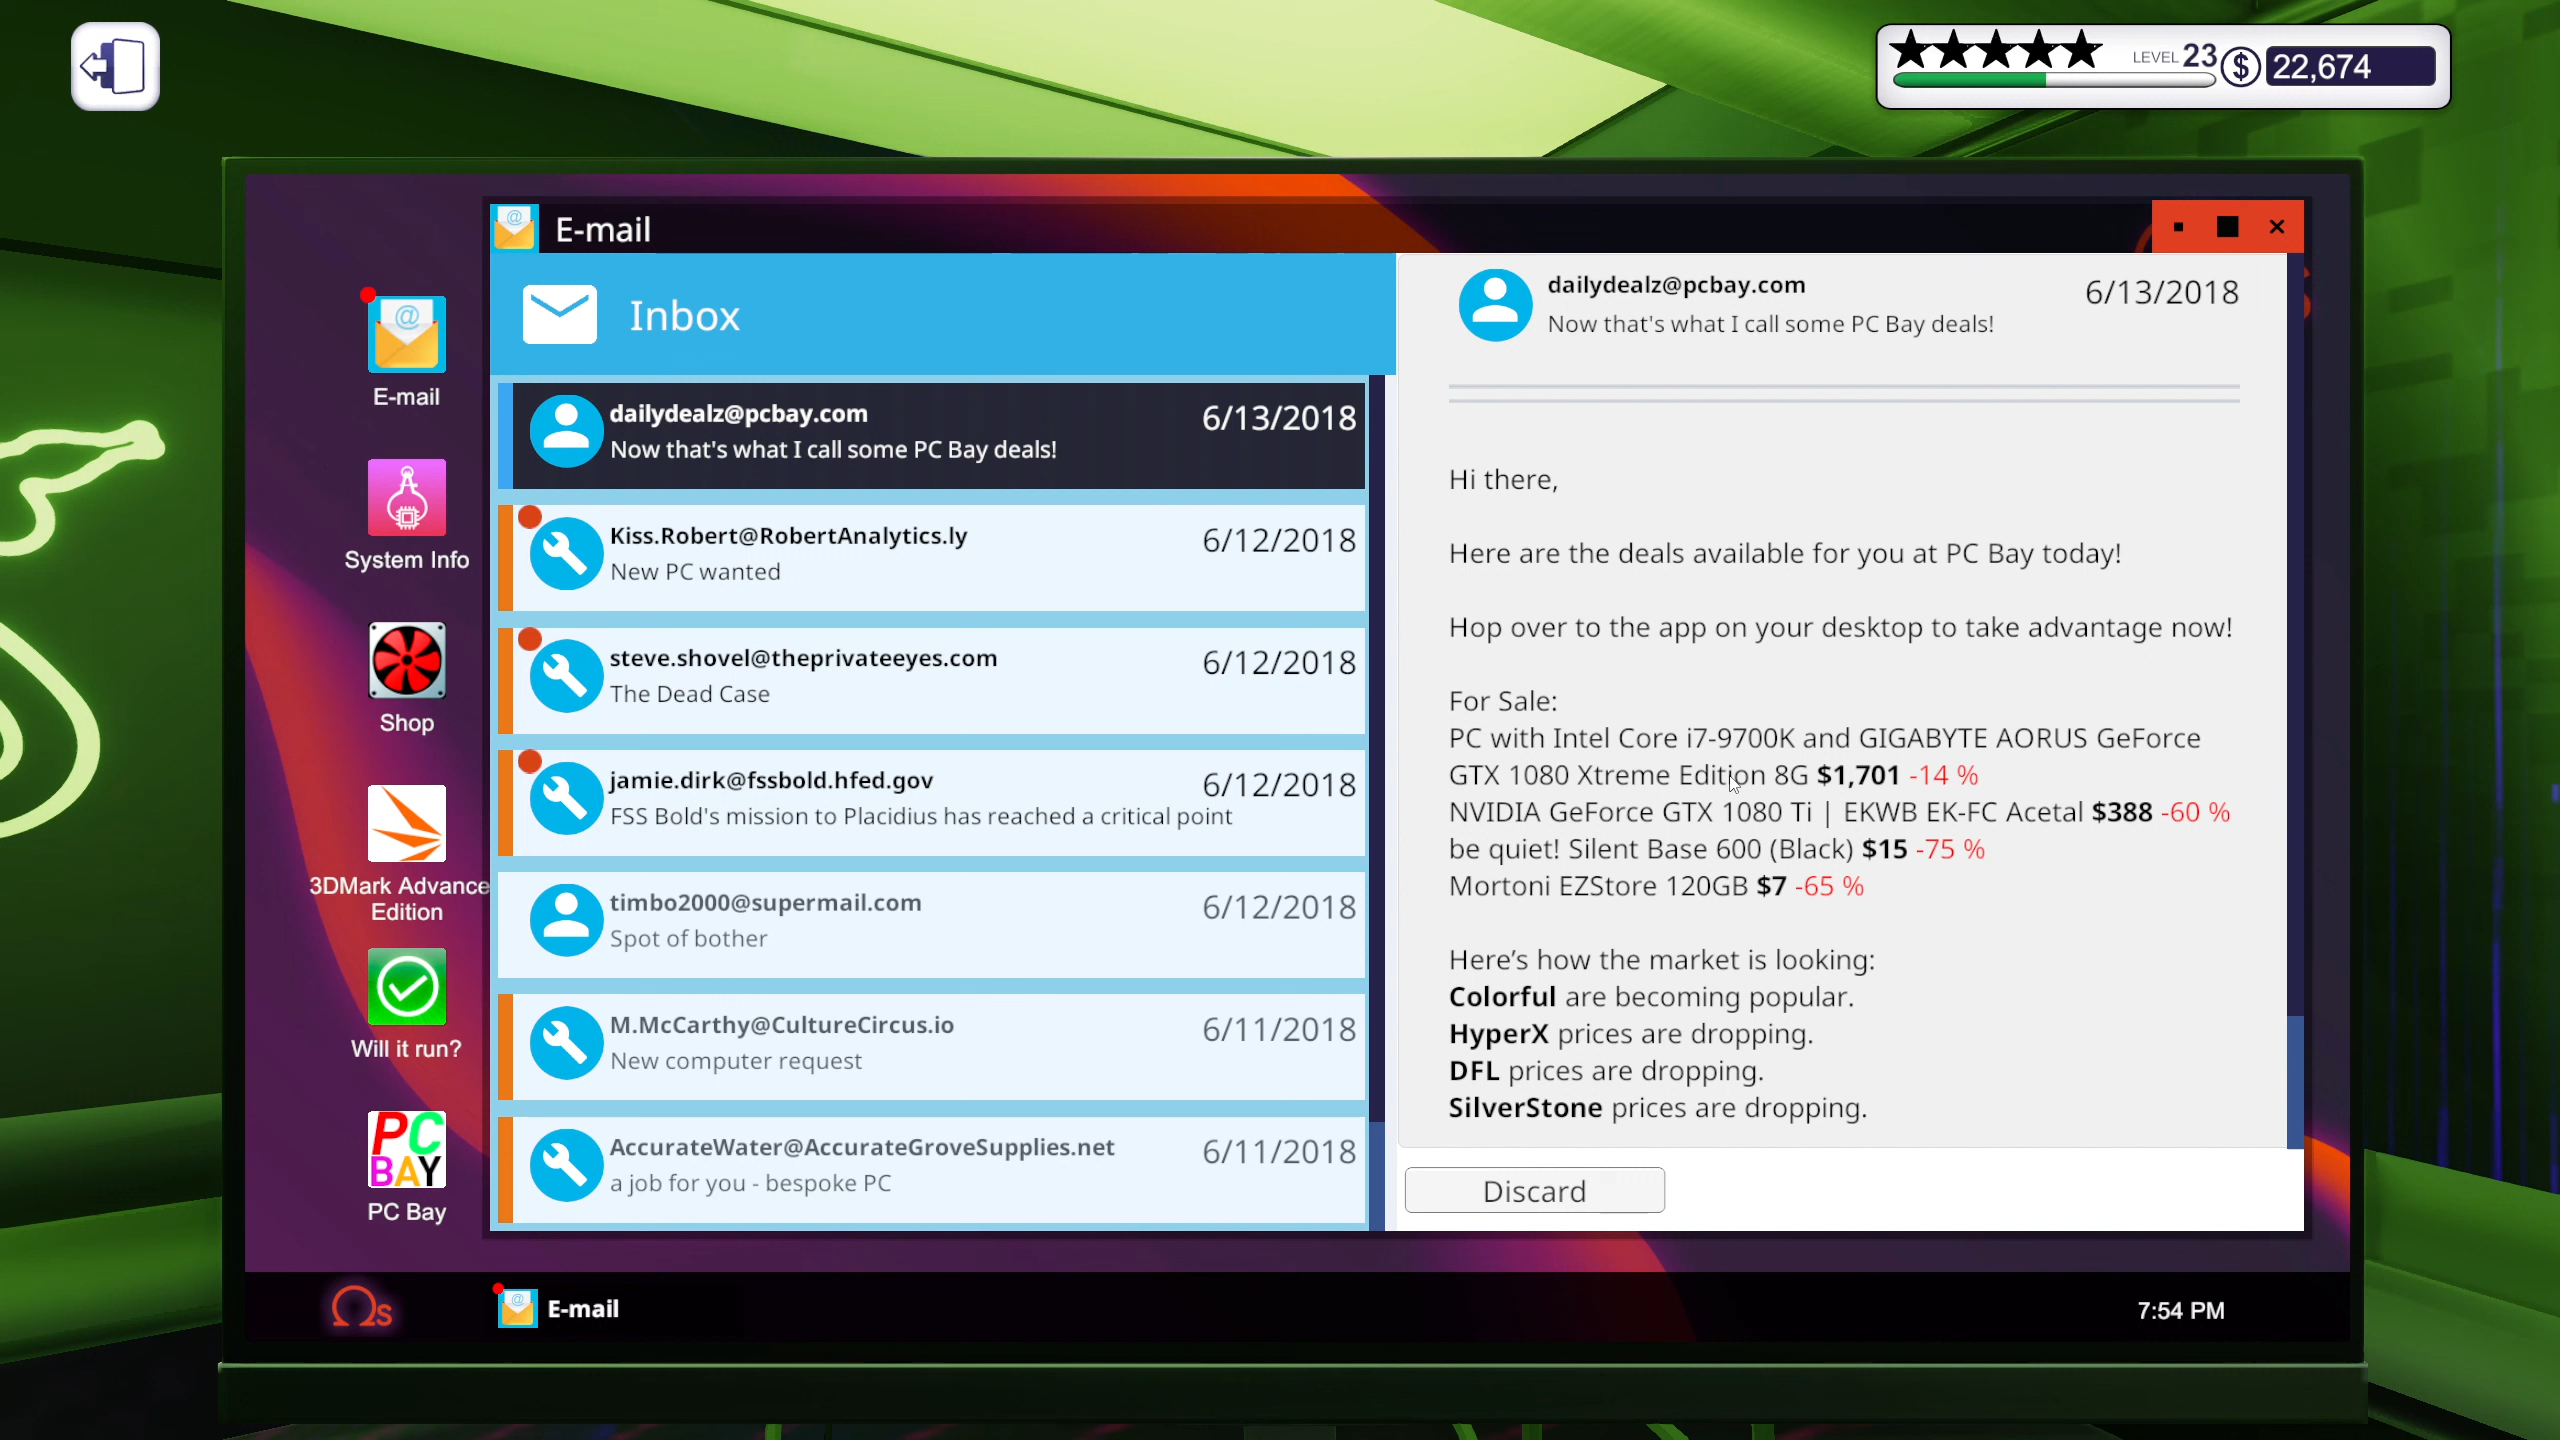 LEVEL 23
$ 22,674
E-mail
Inbox
dailydealz@pcbay.com
6/13/2018
Now that's what I call some PC Bay deals!
Kiss.Robert@RobertAnalytics.ly
6/12/2018
New PC wanted
steve.shovel@theprivateeyes.com
6/12/2018
The Dead Case
jamie.dirk@fssbold.hfed.gov
6/12/2018
FSS Bold's mission to Placidius has reached a critical point
timbo2000@supermail.com
6/12/2018
Spot of bother
M.McCarthy@CultureCircus.io
6/11/2018
New computer request
AccurateWater@AccurateGroveSupplies.net
6/11/2018
a job for you - bespoke PC
dailydealz@pcbay.com
6/13/2018
Now that's what I call some PC Bay deals!
Hi there,
Here are the deals available for you at PC Bay today!
Hop over to the app on your desktop to take advantage now!
For Sale:
PC with Intel Core i7-9700K and GIGABYTE AORUS GeForce
GTX 1080 Xtreme Edition 8G $1,701 -14 %
NVIDIA GeForce GTX 1080 Ti | EKWB EK-FC Acetal $388 -60 %
be quiet! Silent Base 600 (Black) $15 -75 %
Mortoni EZStore 120GB $7 -65 %
Here's how the market is looking:
Colorful are becoming popular.
HyperX prices are dropping.
DFL prices are dropping.
SilverStone prices are dropping.
Discard
E-mail
System Info
Shop
3DMark Advance
Edition
Will it run?
PC
BAY
PC Bay
Ωs
E-mail
7:54 PM